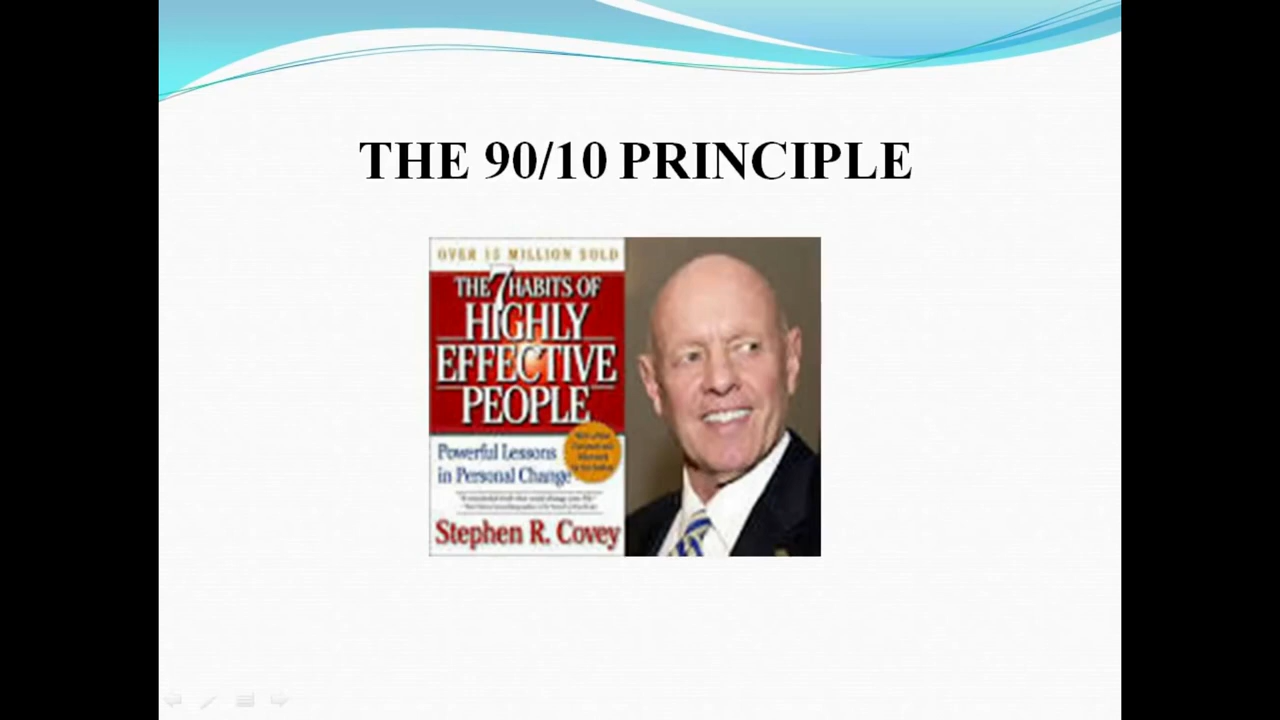 THE 90/10 PRINCIPLE
OVER 15 MILLION SOLD
THE 7 HABITS OF
HIGHLY
EFFECTIVE
PEOPLE
Powerful Lessons
in Personal Change
Stephen R. Covey